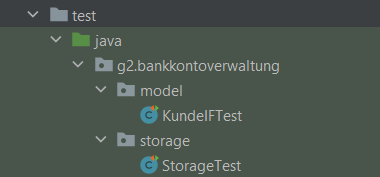 test
java
g2.bankkontoverwaltung
model
KundeIFTest
storage
StorageTest